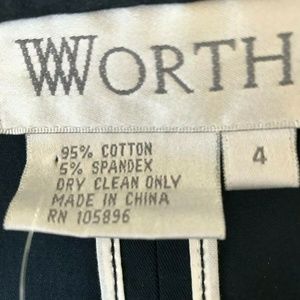 WORTH
95% COTTON
5% SPANDEX
DRY CLEAN ONLY
MADE IN CHINA
RN 105896
4